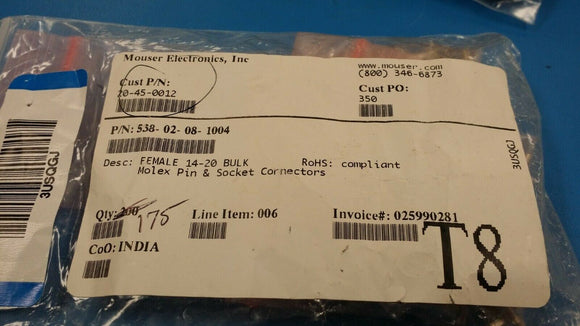 Mouser Electronics, Inc
www.mouser.com
(800) 346-6873
Cust P/N:
20-45-0012
Cust PO:
350
P/N: 538- 02- 08- 1004
Desc: FEMALE 14-20 BULK RoHS: compliant
Molex Pin & Socket Connectors
Qty: 200 175 Line Item: 006 Invoice#: 025990281
CoO: INDIA
T8
3USQGJ
3USQGJ